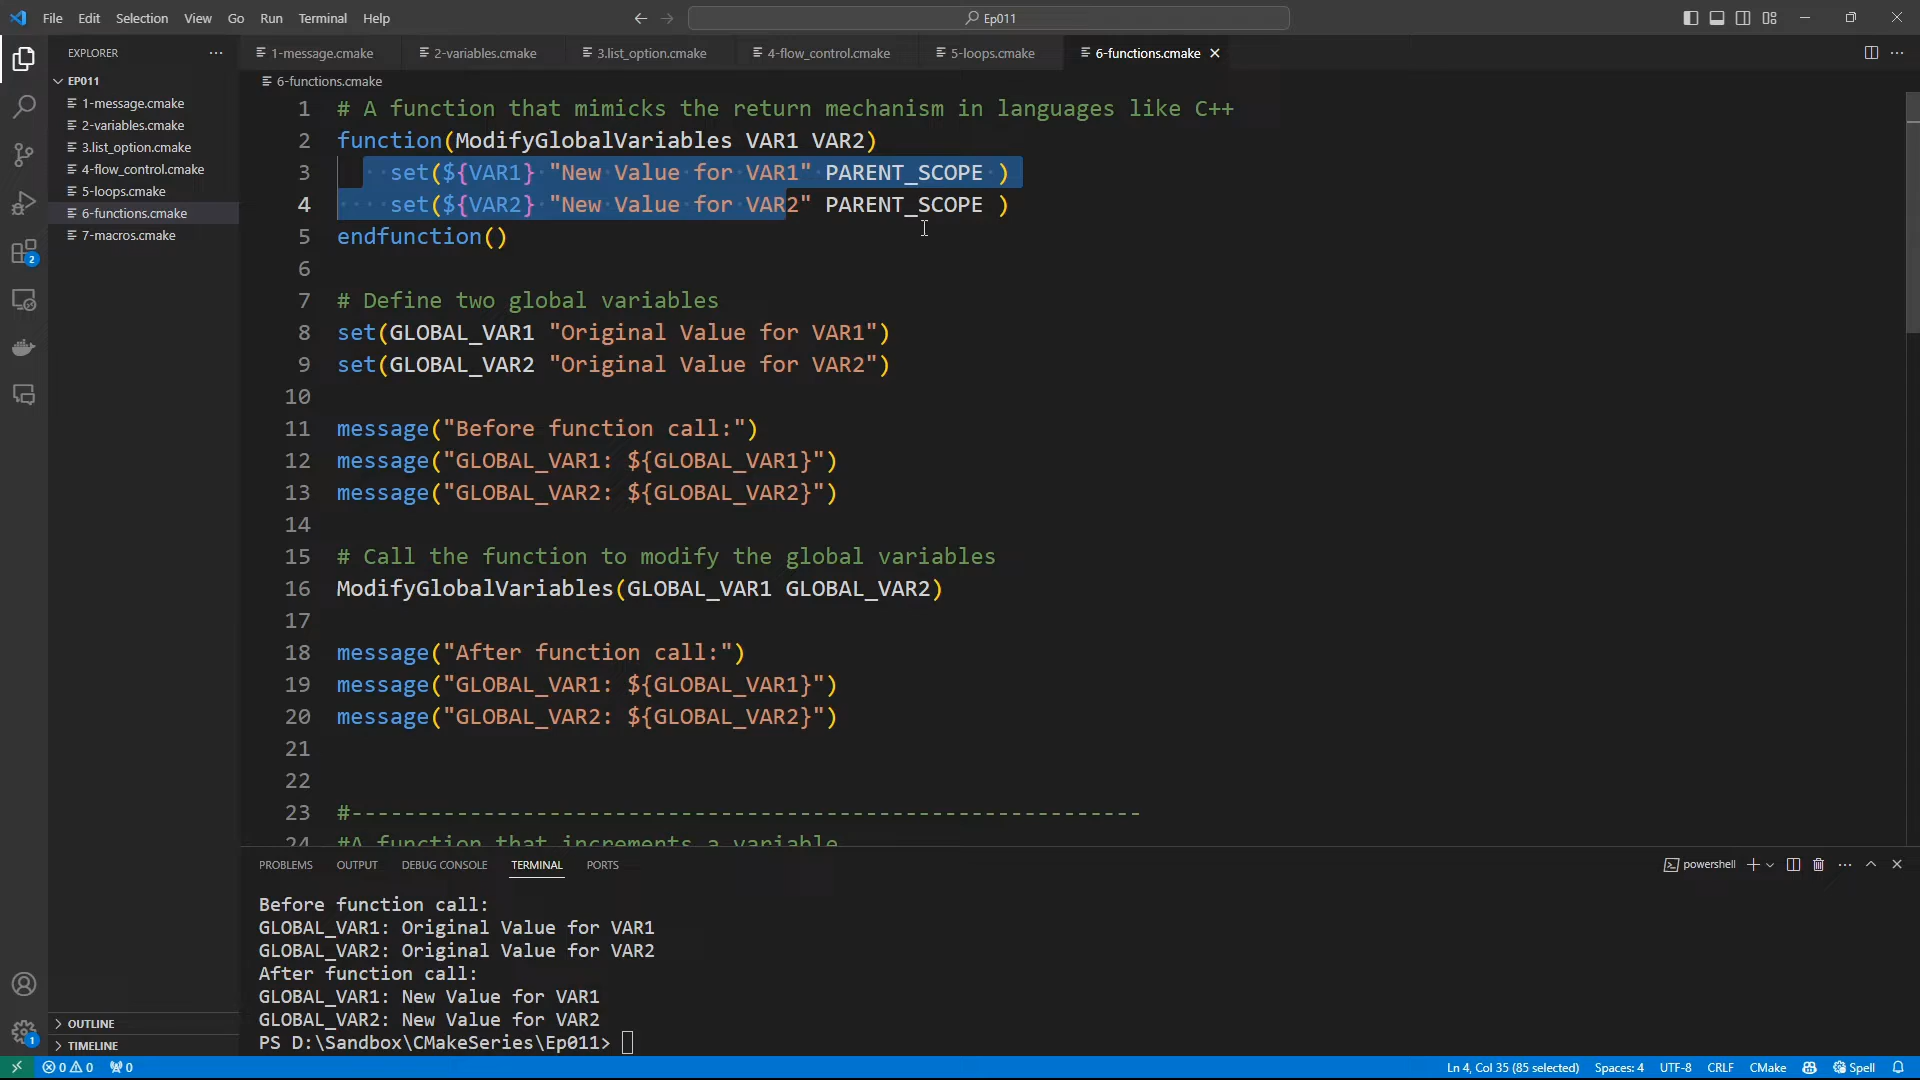 File Edit Selection View Go Run Terminal Help
Ep011
EXPLORER
1-message.cmake 2-variables.cmake 3.list_option.cmake 4-flow_control.cmake 5-loops.cmake 6-functions.cmake
EP011
1-message.cmake
2-variables.cmake
3.list_option.cmake
4-flow_control.cmake
5-loops.cmake
6-functions.cmake
7-macros.cmake
2
6-functions.cmake
1 # A function that mimicks the return mechanism in languages like C++
2 function(ModifyGlobalVariables VAR1 VAR2)
3 set(${VAR1} "New Value for VAR1" PARENT_SCOPE )
4 set(${VAR2} "New Value for VAR2" PARENT_SCOPE )
5 endfunction()
6
7 # Define two global variables
8 set(GLOBAL_VAR1 "Original Value for VAR1")
9 set(GLOBAL_VAR2 "Original Value for VAR2")
10
11 message("Before function call:")
12 message("GLOBAL_VAR1: ${GLOBAL_VAR1}")
13 message("GLOBAL_VAR2: ${GLOBAL_VAR2}")
14
15 # Call the function to modify the global variables
16 ModifyGlobalVariables(GLOBAL_VAR1 GLOBAL_VAR2)
17
18 message("After function call:")
19 message("GLOBAL_VAR1: ${GLOBAL_VAR1}")
20 message("GLOBAL_VAR2: ${GLOBAL_VAR2}")
21
22
23 #------------------------------------------------------------
24 #A function that increments a variable
PROBLEMS OUTPUT DEBUG CONSOLE TERMINAL PORTS
powershell
Before function call:
GLOBAL_VAR1: Original Value for VAR1
GLOBAL_VAR2: Original Value for VAR2
After function call:
GLOBAL_VAR1: New Value for VAR1
GLOBAL_VAR2: New Value for VAR2
PS D:\Sandbox\CMakeSeries\Ep011>
OUTLINE
TIMELINE
1
0 0 0
Ln 4, Col 35 (85 selected) Spaces: 4 UTF-8 CRLF CMake Spell